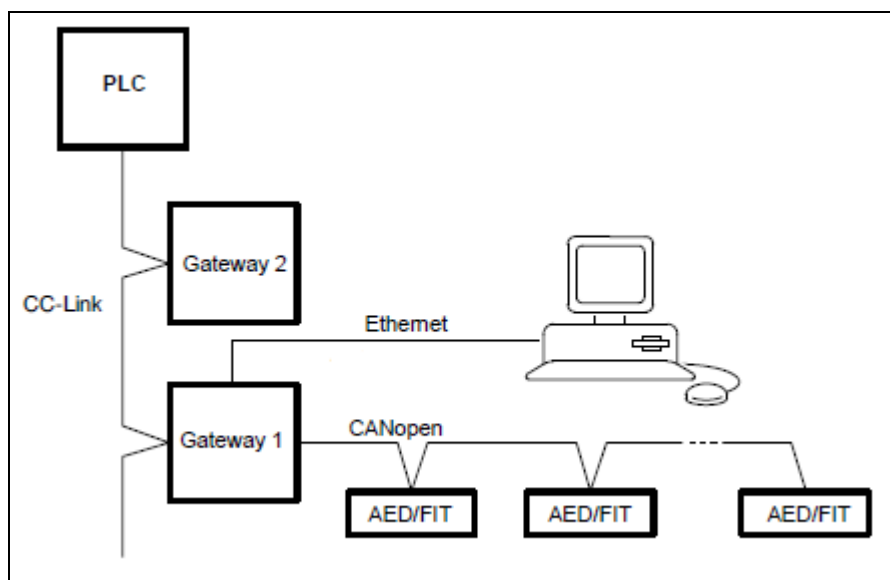 PLC
Gateway 2
CC-Link
Ethernet
Gateway 1
CANopen
AED/FIT
AED/FIT
AED/FIT